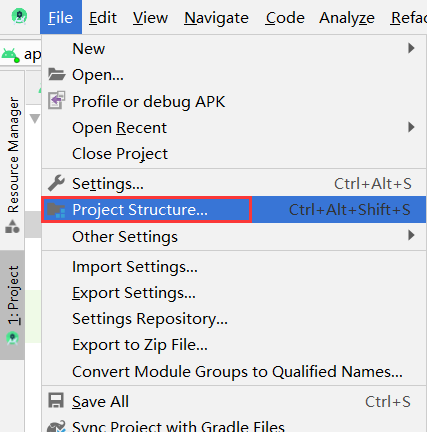 File Edit View Navigate Code Analyze Refac
ap
New
Open...
Profile or debug APK
Open Recent
Close Project
Settings... Ctrl+Alt+S
Project Structure... Ctrl+Alt+Shift+S
Other Settings
Import Settings...
Export Settings...
Settings Repository...
Export to Zip File...
Convert Module Groups to Qualified Names...
Save All Ctrl+S
Sync Project with Gradle Files
Resource Manager
1: Project